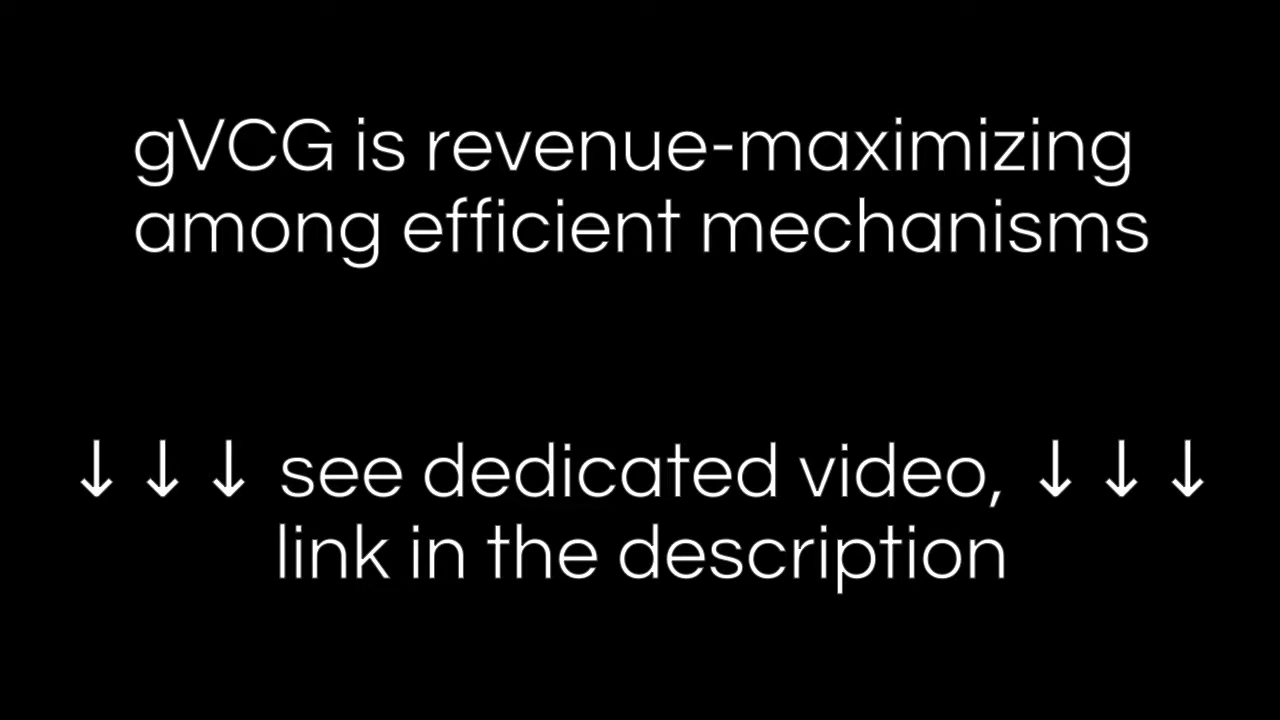 gVCG is revenue-maximizing
among efficient mechanisms
↓ ↓ ↓ see dedicated video, ↓ ↓ ↓
link in the description